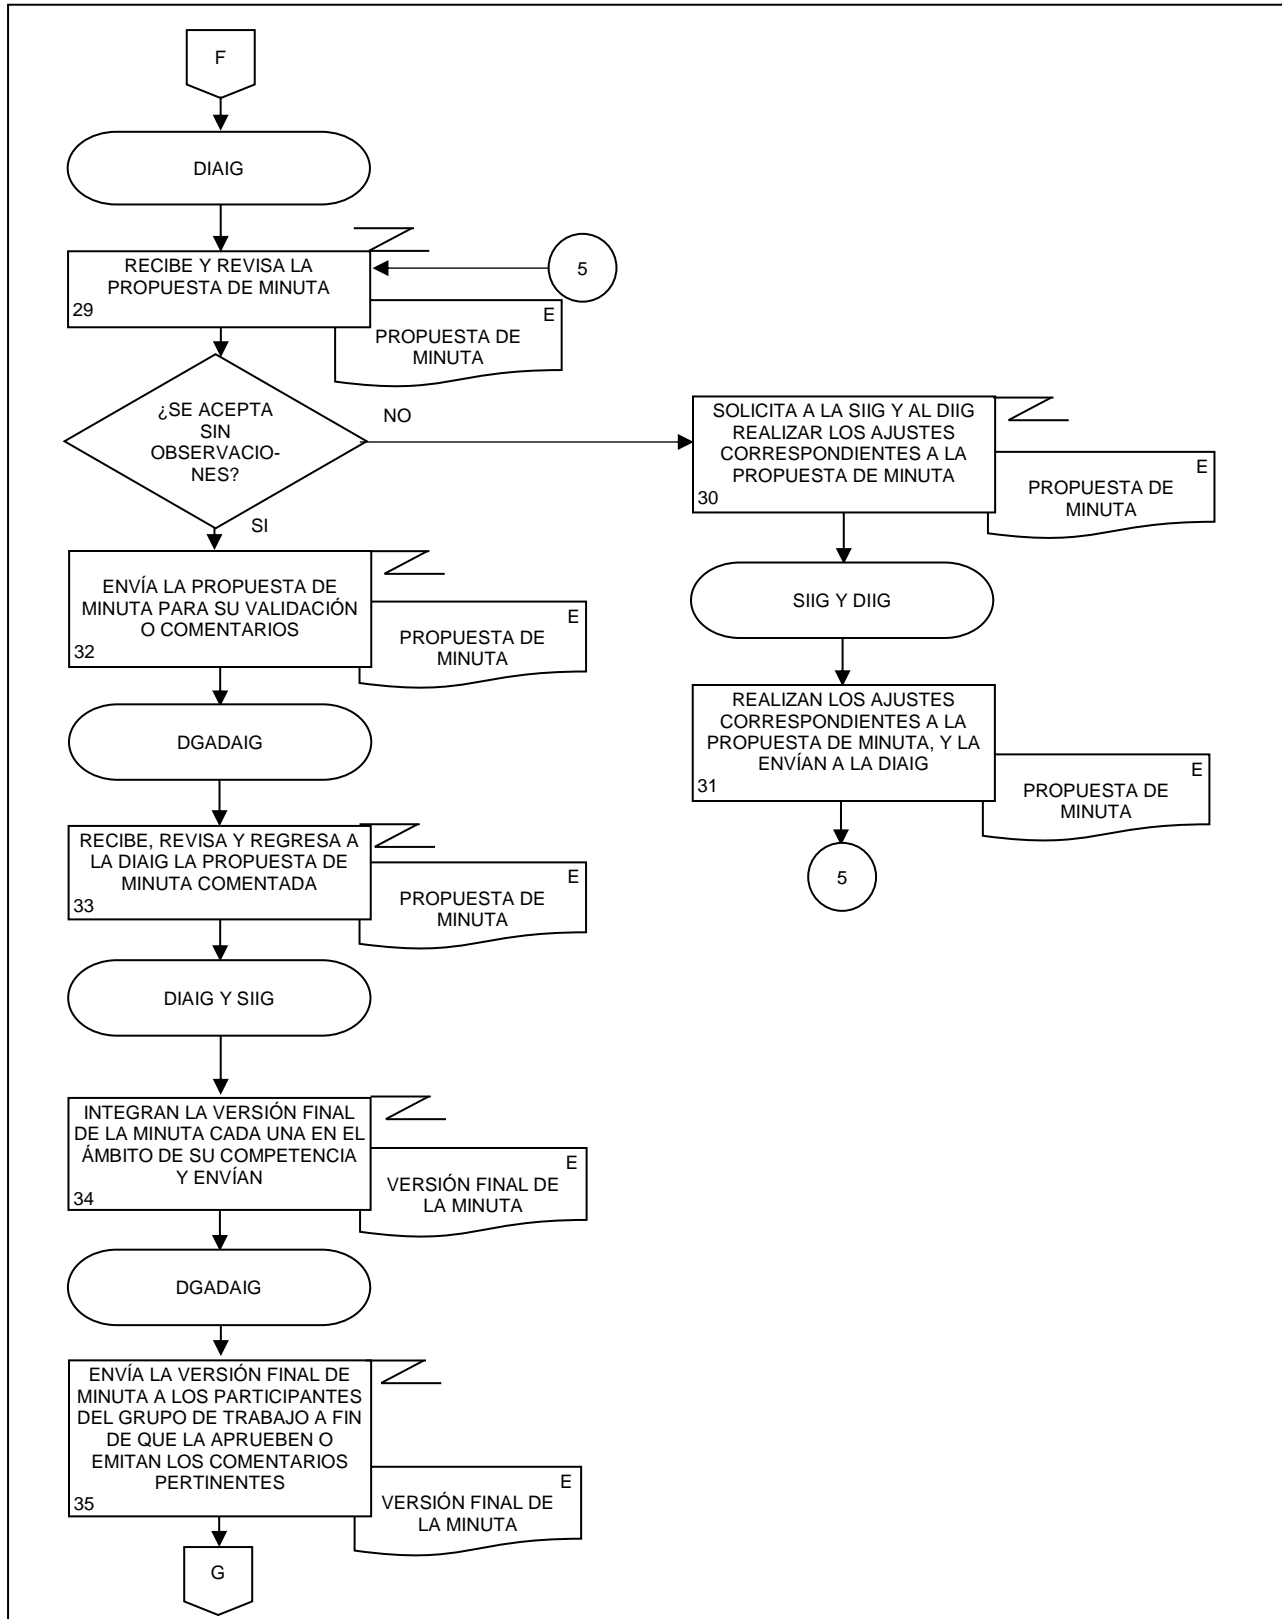 F
DIAIG
RECIBE Y REVISA LA
PROPUESTA DE MINUTA
29
5
E
PROPUESTA DE
MINUTA
¿SE ACEPTA
SIN
OBSERVACIO-
NES?
NO
SI
SOLICITA A LA SIIG Y AL DIIG
REALIZAR LOS AJUSTES
CORRESPONDIENTES A LA
PROPUESTA DE MINUTA
30
E
PROPUESTA DE
MINUTA
SIIG Y DIIG
REALIZAN LOS AJUSTES
CORRESPONDIENTES A LA
PROPUESTA DE MINUTA, Y LA
ENVÍAN A LA DIAIG
31
E
PROPUESTA DE
MINUTA
5
ENVÍA LA PROPUESTA DE
MINUTA PARA SU VALIDACIÓN
O COMENTARIOS
32
E
PROPUESTA DE
MINUTA
DGADAIG
RECIBE, REVISA Y REGRESA A
LA DIAIG LA PROPUESTA DE
MINUTA COMENTADA
33
E
PROPUESTA DE
MINUTA
DIAIG Y SIIG
INTEGRAN LA VERSIÓN FINAL
DE LA MINUTA CADA UNA EN EL
ÁMBITO DE SU COMPETENCIA
Y ENVÍAN
34
E
VERSIÓN FINAL DE
LA MINUTA
DGADAIG
ENVÍA LA VERSIÓN FINAL DE
MINUTA A LOS PARTICIPANTES
DEL GRUPO DE TRABAJO A FIN
DE QUE LA APRUEBEN O
EMITAN LOS COMENTARIOS
PERTINENTES
35
E
VERSIÓN FINAL DE
LA MINUTA
G